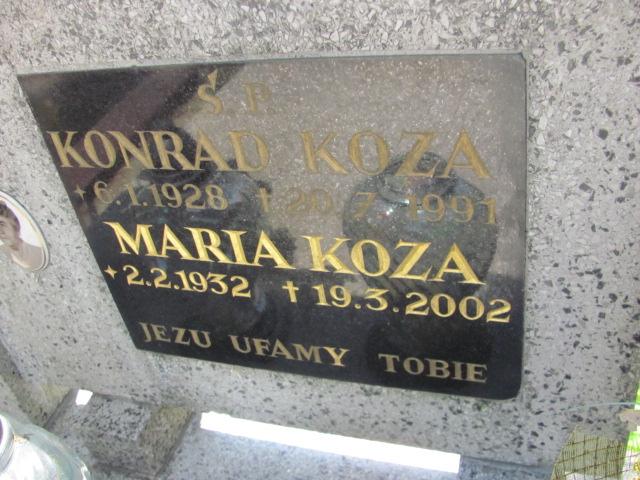 Ś.P.
KONRAD KOZA
+6.1.1928 † 20.7.1991
MARIA KOZA
+2.2.1932 † 19.3.2002
JEZU UFAMY TOBIE